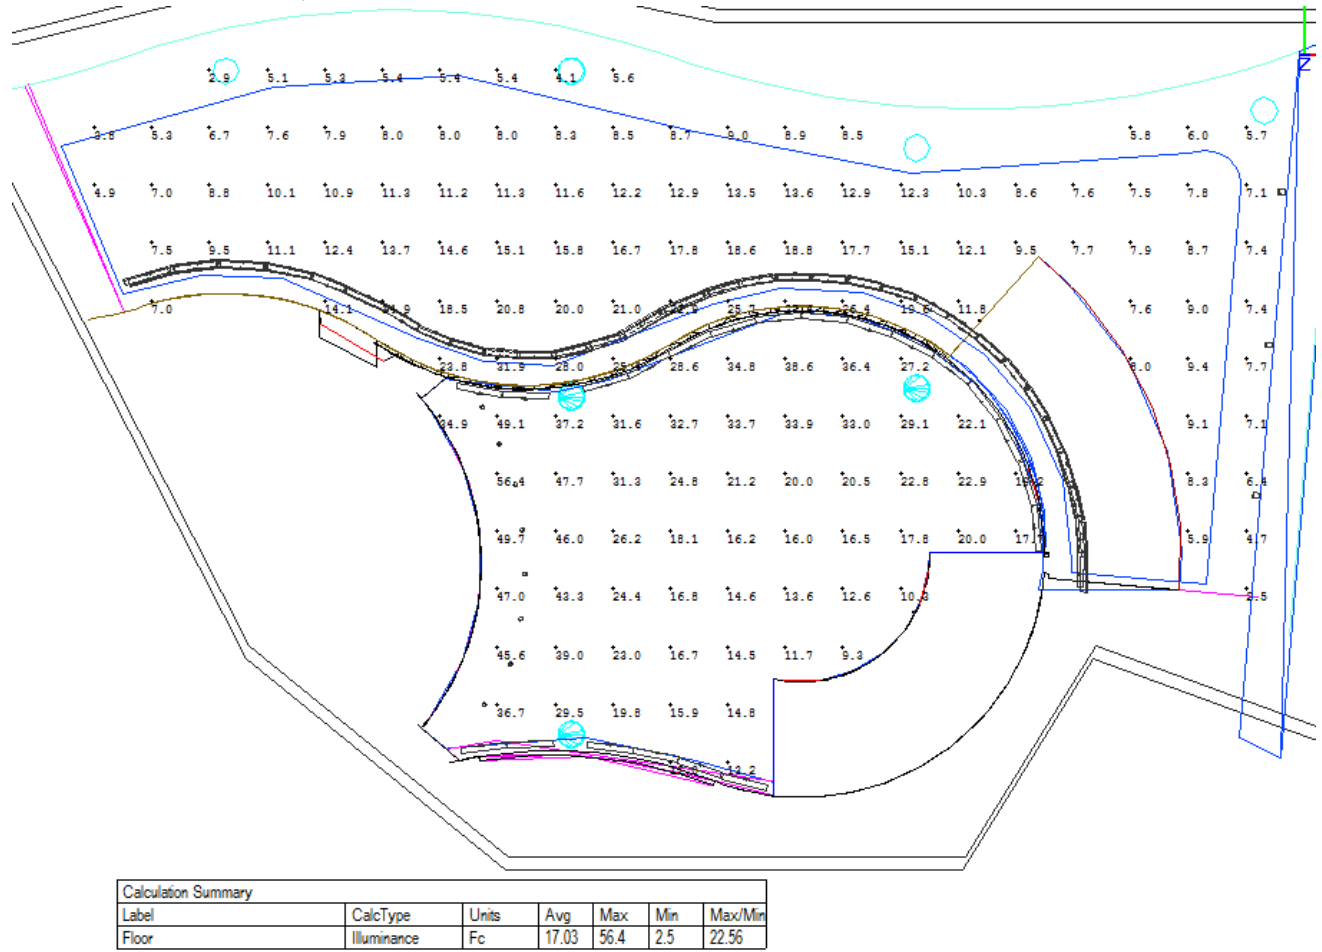 2.9 5.1 5.3 5.4 5.4 5.4 4.1 5.6
3.8 5.3 6.7 7.6 7.9 8.0 8.0 8.0 8.3 8.5 8.7 9.0 8.9 8.5 5.8 6.0 5.7
4.9 7.0 8.8 10.1 10.9 11.3 11.2 11.3 11.6 12.2 12.9 13.5 13.6 12.9 12.3 10.3 8.6 7.6 7.5 7.8 7.1
7.5 9.5 11.1 12.4 13.7 14.6 15.1 15.8 16.7 17.8 18.6 18.8 17.7 15.1 12.1 9.5 7.7 7.9 8.7 7.4
7.0 14.1 18.5 20.8 20.0 21.0 11.8 7.6 9.0 7.4
23.8 31.9 28.0 28.6 34.8 38.6 36.4 27.2 8.0 9.4 7.7
34.9 49.1 37.2 31.6 32.7 33.7 33.9 33.0 29.1 22.1 9.1 7.1
56.4 47.7 31.3 24.8 21.2 20.0 20.5 22.8 22.9 8.3 6.4
49.7 46.0 26.2 18.1 16.2 16.0 16.5 17.8 20.0 5.9 4.7
47.0 43.3 24.4 16.8 14.6 13.6 12.6 10.3 2.5
45.6 39.0 23.0 16.7 14.5 11.7 9.3
36.7 29.5 19.8 15.9 14.8
13.2
Z
Calculation Summary
Label CalcType Units Avg Max Min Max/Min
Floor Illuminance Fc 17.03 56.4 2.5 22.56